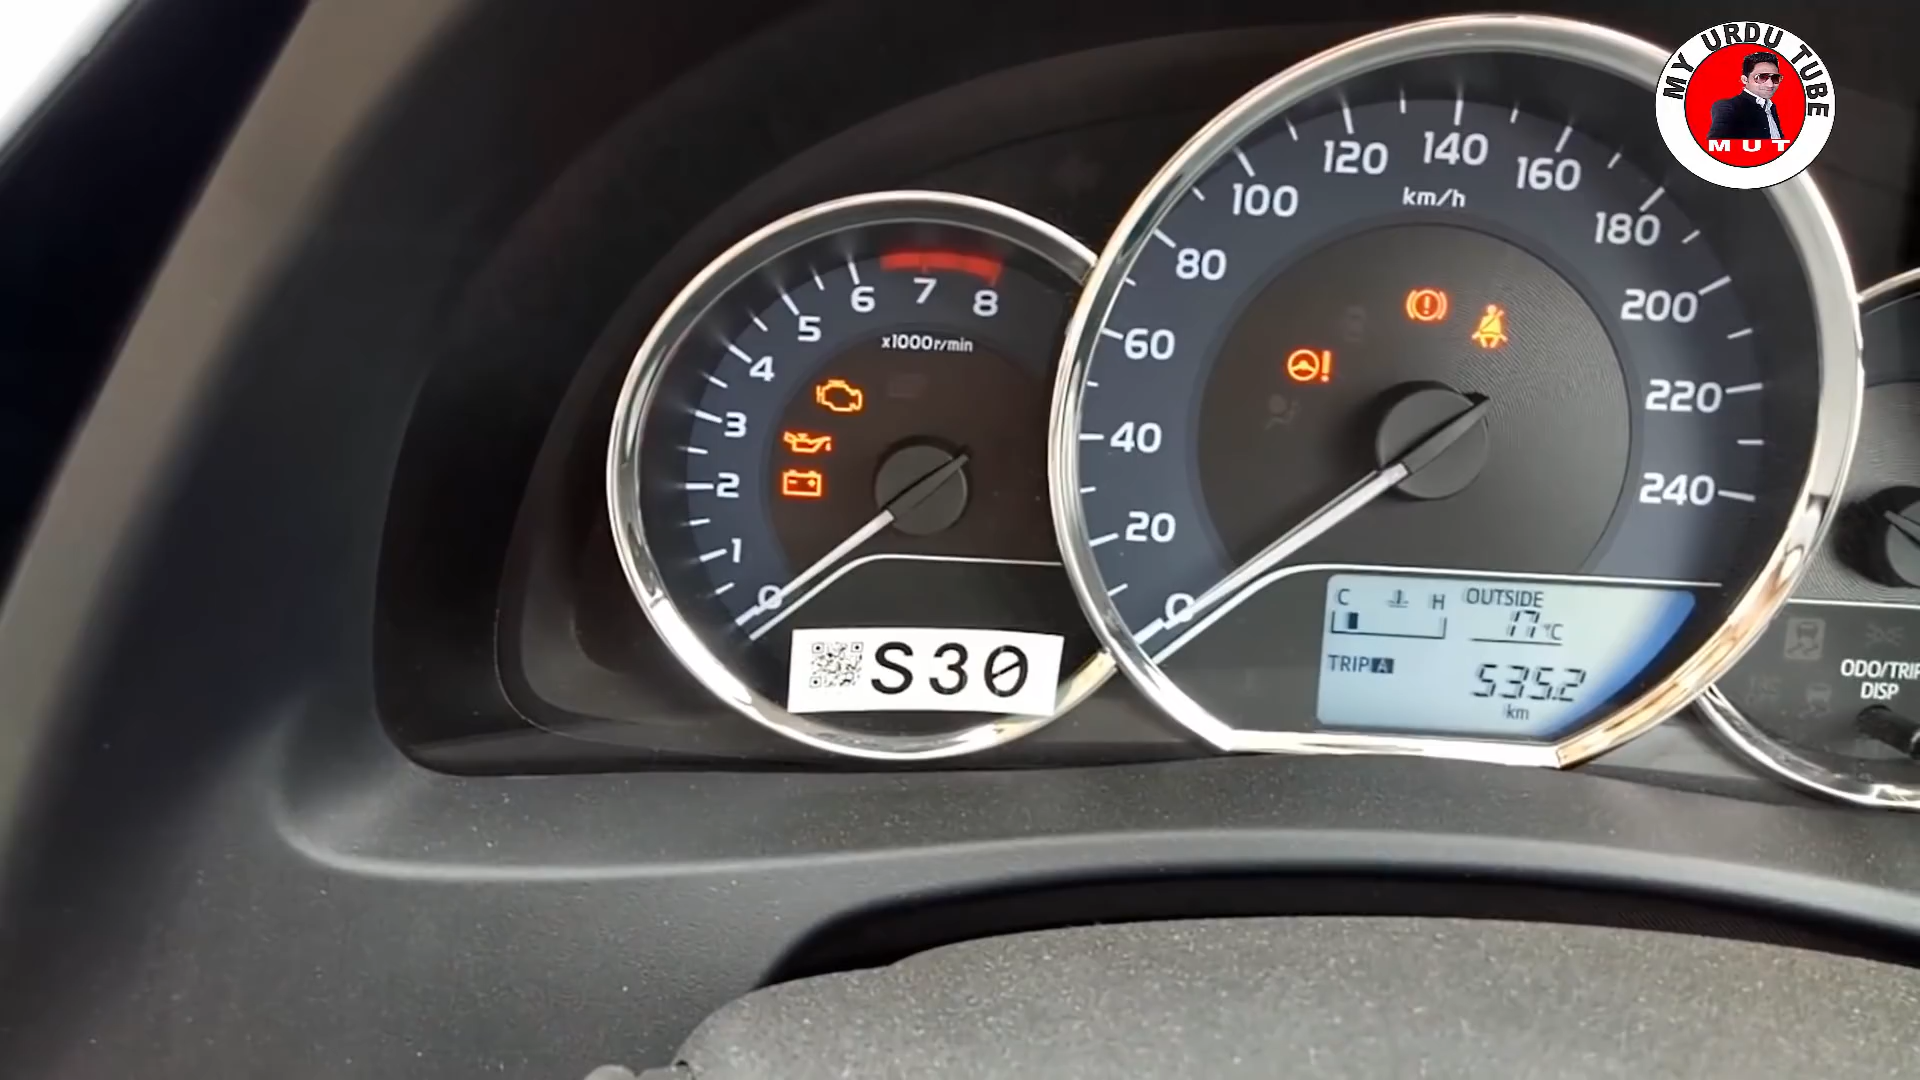 MY URDU TUBE
MUT
0
1
2
3
4
5
6
7
8
x1000r/min
S30
0
20
40
60
80
100
120
140
160
180
200
220
240
km/h
C H
OUTSIDE
17°C
TRIP A
535.2
km
ODO/TRIP
DISP